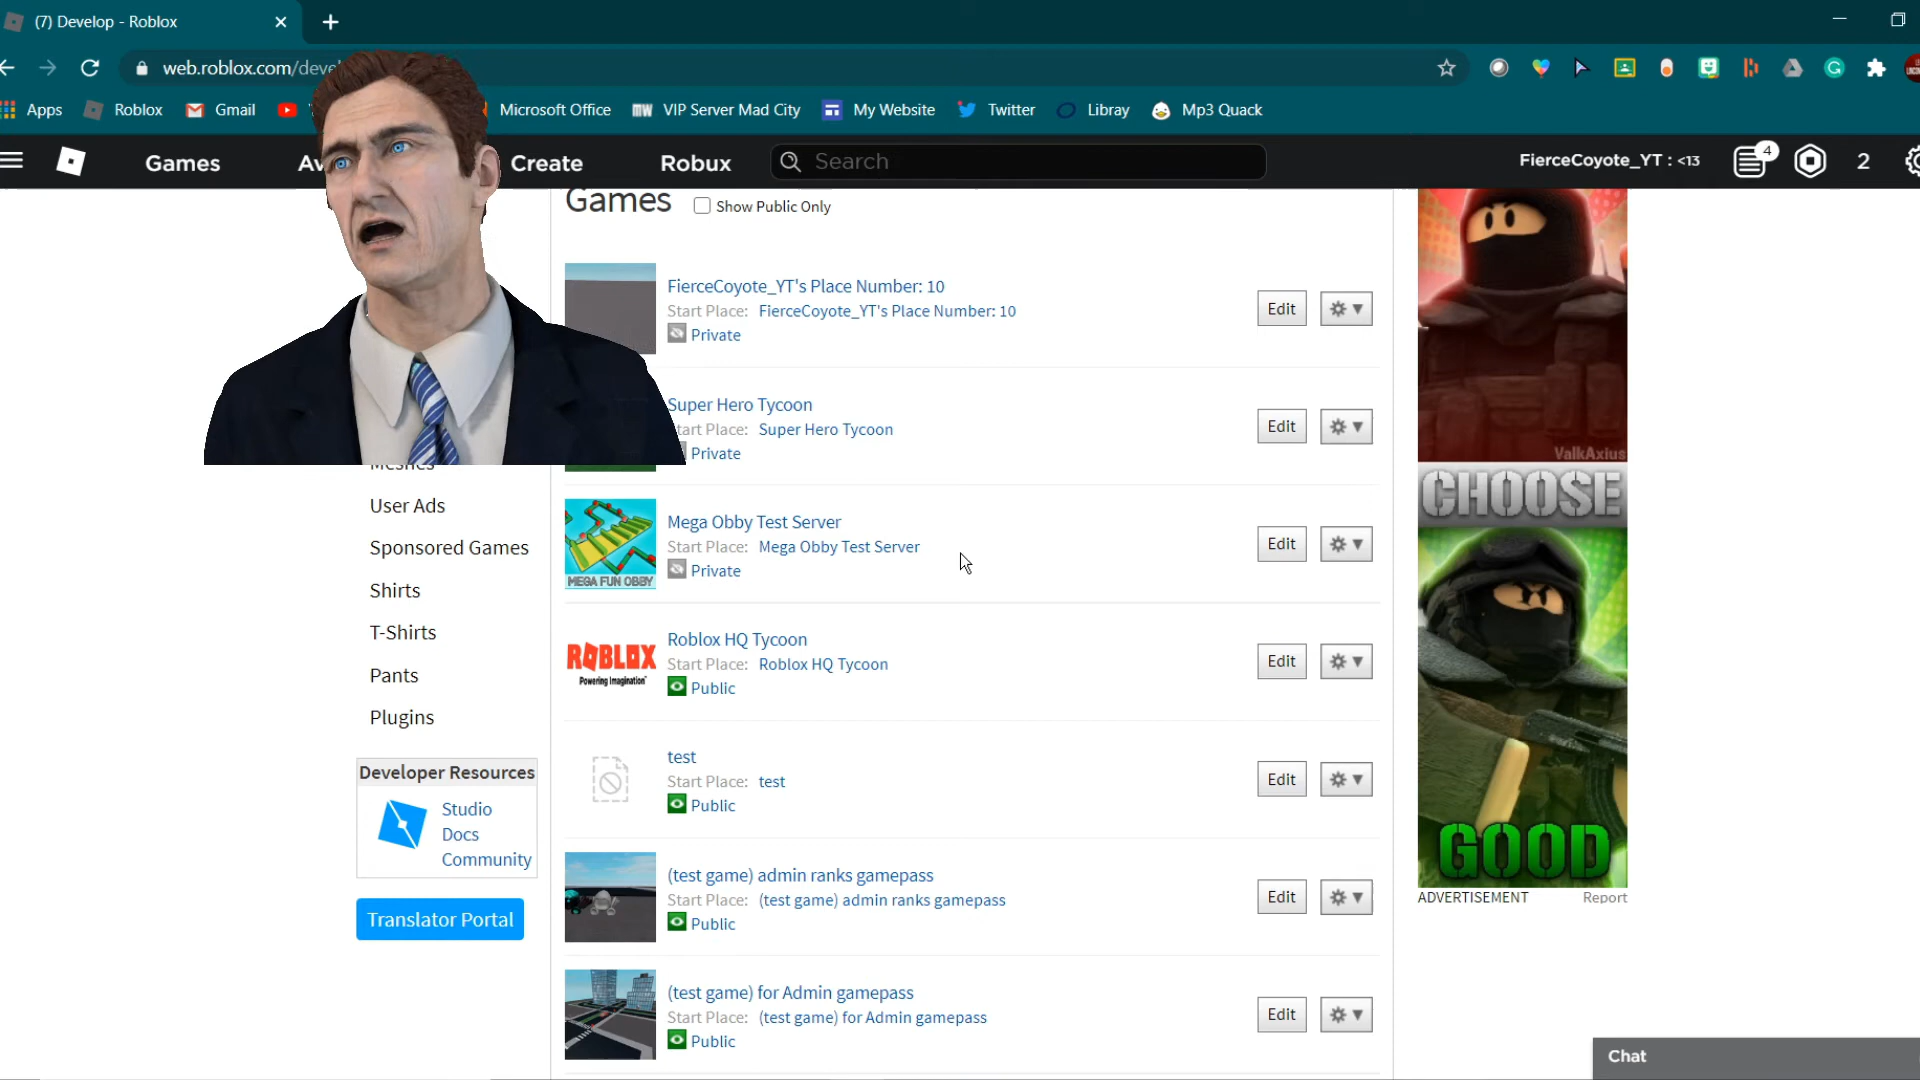 (7) Develop - Roblox
web.roblox.com/deve
Apps
Roblox
Gmail
Microsoft Office
MW
VIP Server Mad City
My Website
Twitter
Libray
Mp3 Quack
Games
Av
Create
Robux
Search
FierceCoyote_YT : <13
4
2
Games
Show Public Only
FierceCoyote_YT's Place Number: 10
Start Place: FierceCoyote_YT's Place Number: 10
Private
Edit
Super Hero Tycoon
tart Place: Super Hero Tycoon
Private
Edit
Meshes
User Ads
Sponsored Games
Shirts
T-Shirts
Pants
Plugins
Developer Resources
Studio
Docs
Community
Translator Portal
MEGA FUN OBBY
Mega Obby Test Server
Start Place: Mega Obby Test Server
Private
Edit
ROBLOX
Powering Imagination
Roblox HQ Tycoon
Start Place: Roblox HQ Tycoon
Public
Edit
test
Start Place: test
Public
Edit
(test game) admin ranks gamepass
Start Place: (test game) admin ranks gamepass
Public
Edit
(test game) for Admin gamepass
Start Place: (test game) for Admin gamepass
Public
Edit
ValkAxius
CHOOSE
GOOD
ADVERTISEMENT
Report
Chat